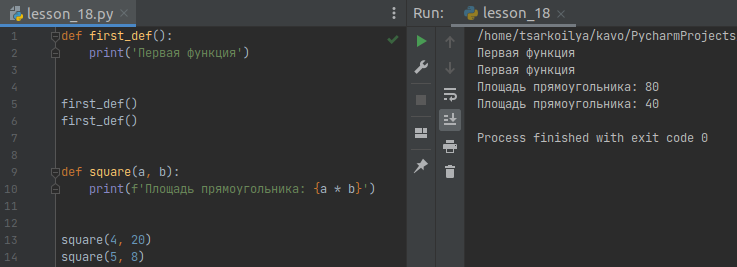 lesson_18.py
1 def first_def():
2 print('Первая функция')
3
4
5 first_def()
6 first_def()
7
8
9 def square(a, b):
10 print(f'Площадь прямоугольника: {a * b}')
11
12
13 square(4, 20)
14 square(5, 8)
Run: lesson_18
/home/tsarkoilya/kavo/PycharmProjects
Первая функция
Первая функция
Площадь прямоугольника: 80
Площадь прямоугольника: 40
Process finished with exit code 0